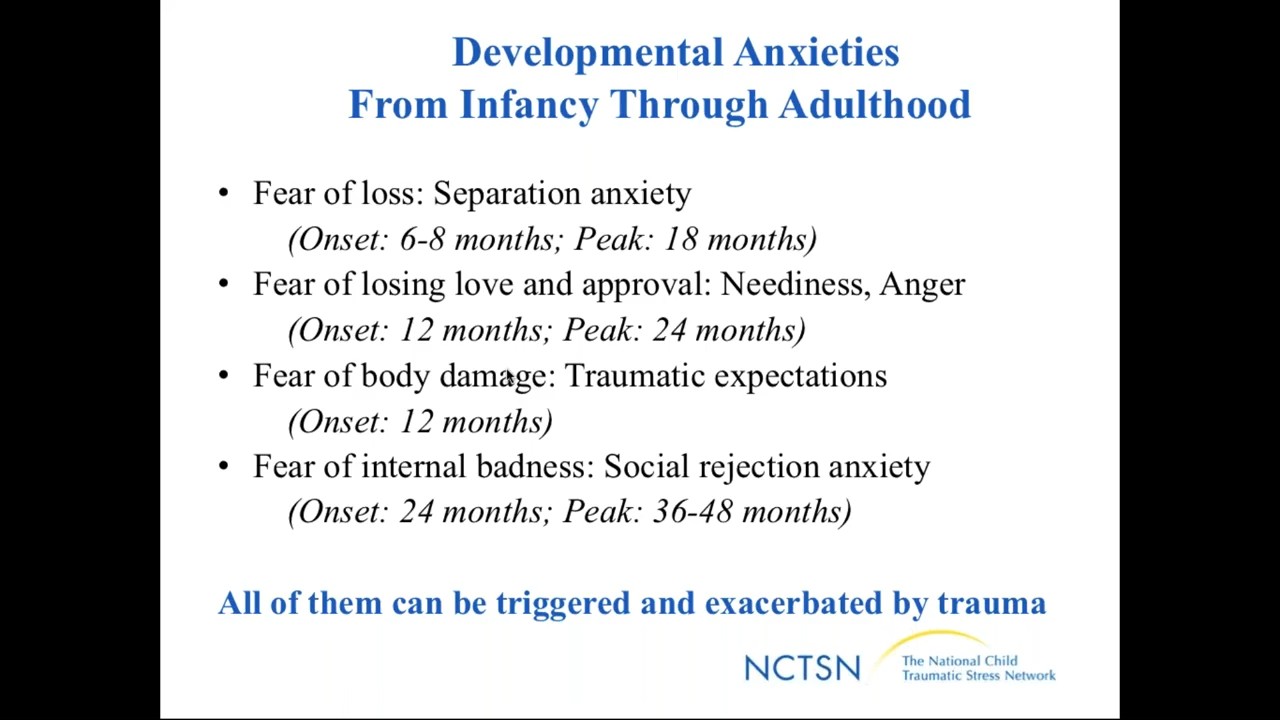 Developmental Anxieties
From Infancy Through Adulthood
• Fear of loss: Separation anxiety
(Onset: 6-8 months; Peak: 18 months)
• Fear of losing love and approval: Neediness, Anger
(Onset: 12 months; Peak: 24 months)
• Fear of body damage: Traumatic expectations
(Onset: 12 months)
• Fear of internal badness: Social rejection anxiety
(Onset: 24 months; Peak: 36-48 months)
All of them can be triggered and exacerbated by trauma
NCTSN
The National Child
Traumatic Stress Network